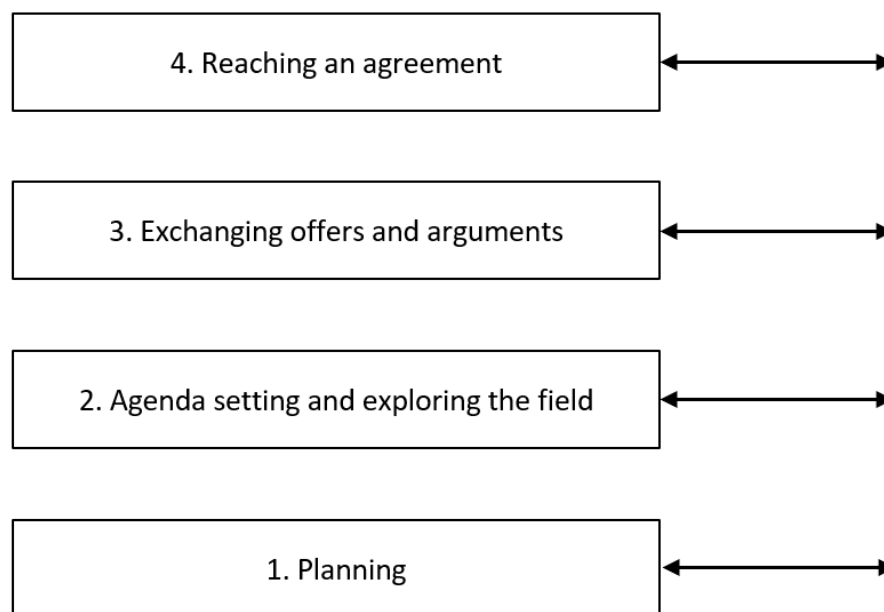 4. Reaching an agreement
3. Exchanging offers and arguments
2. Agenda setting and exploring the field
1. Planning